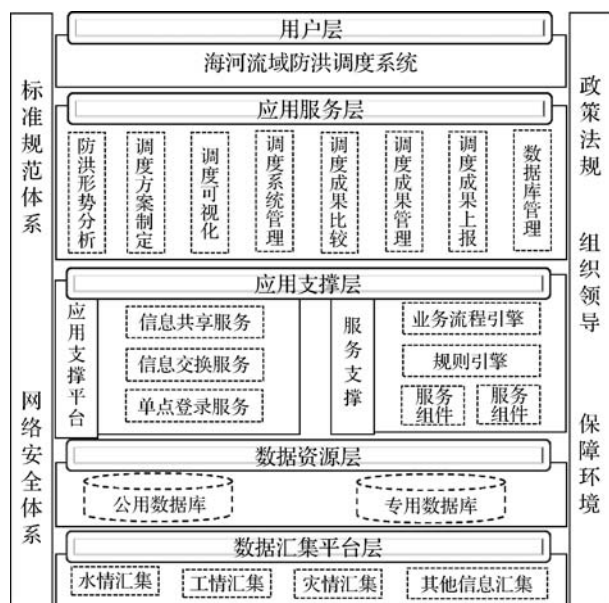 用户层
海河流域防洪调度系统
应用服务层
防洪形势分析
调度方案制定
调度可视化
调度系统管理
调度成果比较
调度成果管理
调度成果上报
数据库管理
应用支撑层
应用支撑平台
信息共享服务
信息交换服务
单点登录服务
服务支撑
业务流程引擎
规则引擎
服务
组件
服务
组件
数据资源层
公用数据库
专用数据库
数据汇集平台层
水情汇集
工情汇集
灾情汇集
其他信息汇集
标准规范体系
网络安全体系
政策法规
组织领导
保障环境